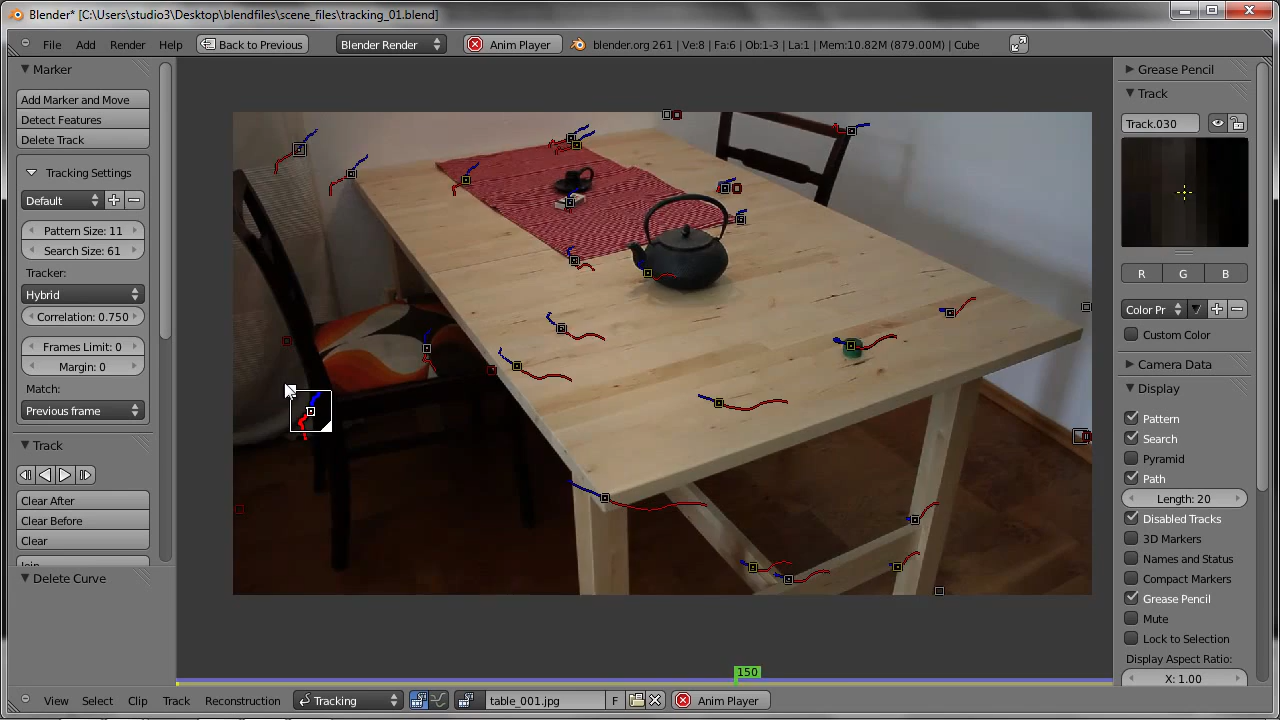 Blender* [C:\Users\studio3\Desktop\blendfiles\scene_files\tracking_01.blend]
File Add Render Help Back to Previous Blender Render Anim Player blender.org 261 | Ve:8 | Fa:6 | Ob:1-3 | La:1 | Mem:10.82M (879.00M) | Cube
Marker
Add Marker and Move
Detect Features
Delete Track
Tracking Settings
Default
Pattern Size: 11
Search Size: 61
Tracker:
Hybrid
Correlation: 0.750
Frames Limit: 0
Margin: 0
Match:
Previous frame
Track
Clear After
Clear Before
Clear
Delete Curve
Grease Pencil
Track
Track.030
R G B
Color Pr
Custom Color
Camera Data
Display
Pattern
Search
Pyramid
Path
Length: 20
Disabled Tracks
3D Markers
Names and Status
Compact Markers
Grease Pencil
Mute
Lock to Selection
Display Aspect Ratio:
X: 1.00
150
View Select Clip Track Reconstruction Tracking table_001.jpg F Anim Player